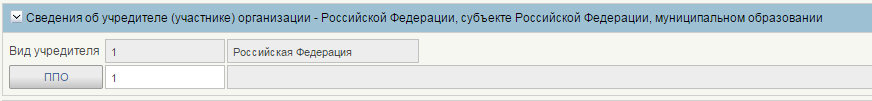 Сведения об учредителе (участнике) организации - Российской Федерации, субъекте Российской Федерации, муниципальном образовании
Вид учредителя 1 Российская Федерация
ППО 1